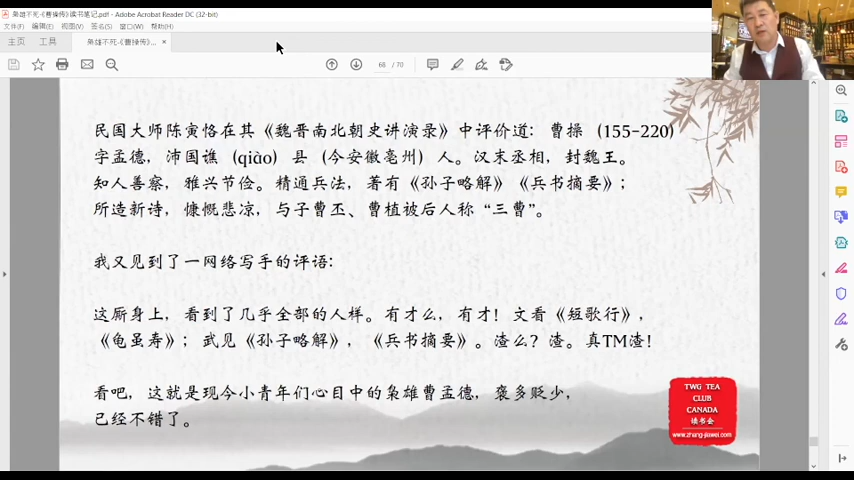 枭雄不死-《曹操传》读书笔记.pdf - Adobe Acrobat Reader DC (32-bit)
文件(F) 编辑(E) 视图(V) 签名(S) 窗口(W) 帮助(H)
主页 工具 枭雄不死-《曹操传》... ×
68 / 70
民国大师陈寅恪在其《魏晋南北朝史讲演录》中评价道：曹操 (155-220)
字孟德，沛国谯 (qiào) 县 (今安徽亳州) 人。汉末丞相，封魏王。
知人善察，雅兴节俭。精通兵法，著有《孙子略解》《兵书摘要》；
所造新诗，慷慨悲凉，与子曹丕、曹植被后人称“三曹”。
我又见到了一网络写手的评语：
这厮身上，看到了几乎全部的人样。有才么，有才！文看《短歌行》，
《龟虽寿》；武见《孙子略解》，《兵书摘要》。渣么？渣。真TM渣！
看吧，这就是现今小青年们心目中的枭雄曹孟德，褒多贬少，
已经不错了。
TWG TEA
CLUB
CANADA
读书会
www.zhang-jiawei.com